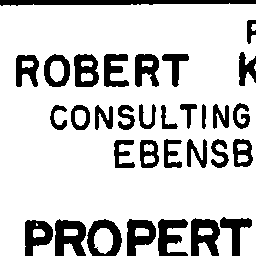 ROBERT K
CONSULTING
EBENSB
PROPERT